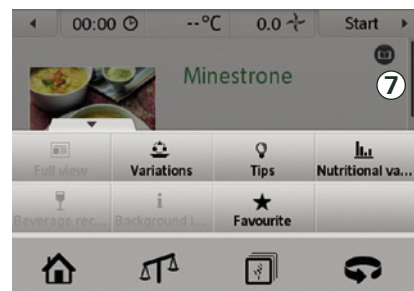 00:00 --°C 0.0 Start
Minestrone
7
Full view Variations Tips Nutritional va...
Beverage rec... Background i... Favourite